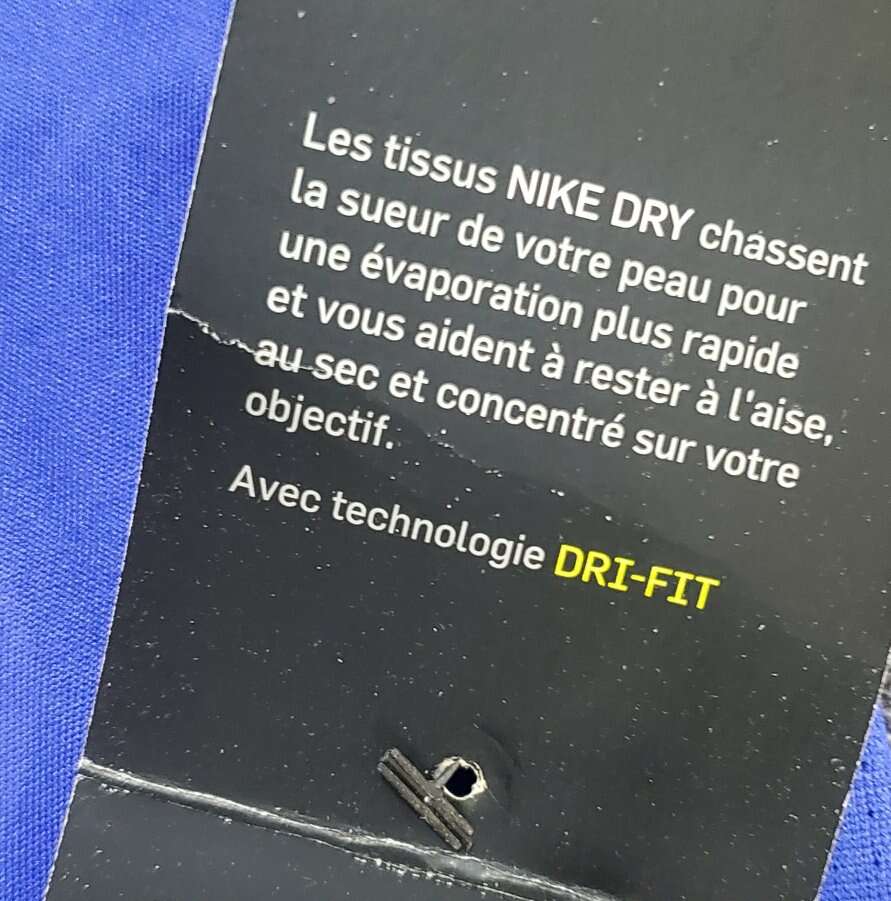 Les tissus NIKE DRY chassent
la sueur de votre peau pour
une évaporation plus rapide
et vous aident à rester à l'aise,
au sec et concentré sur votre
objectif.
Avec technologie DRI-FIT